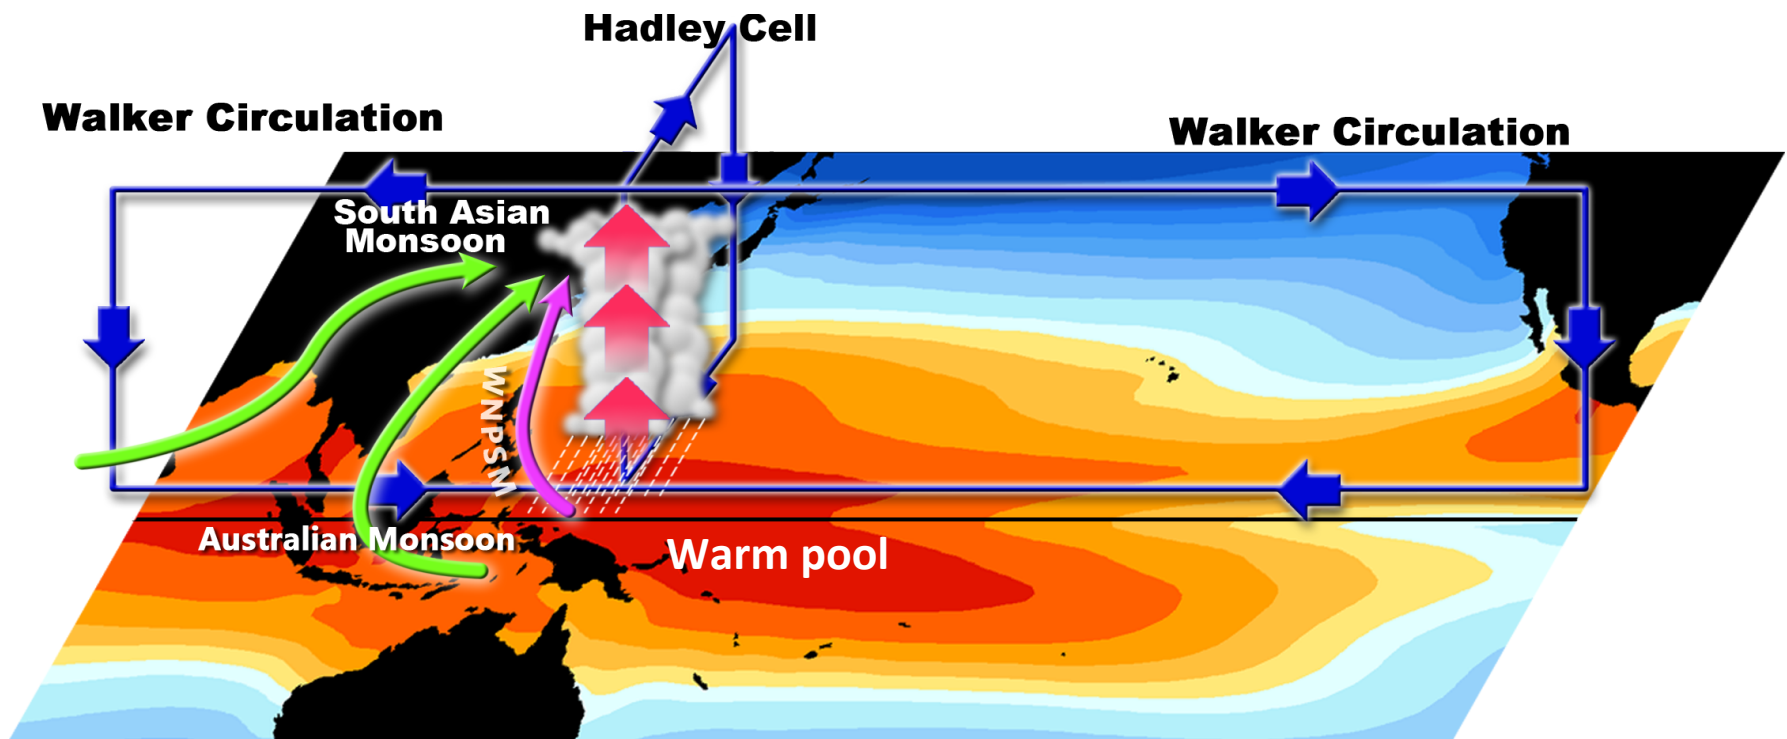 Hadley Cell
Walker Circulation
Walker Circulation
South Asian
Monsoon
WNPSM
Australian Monsoon
Warm pool